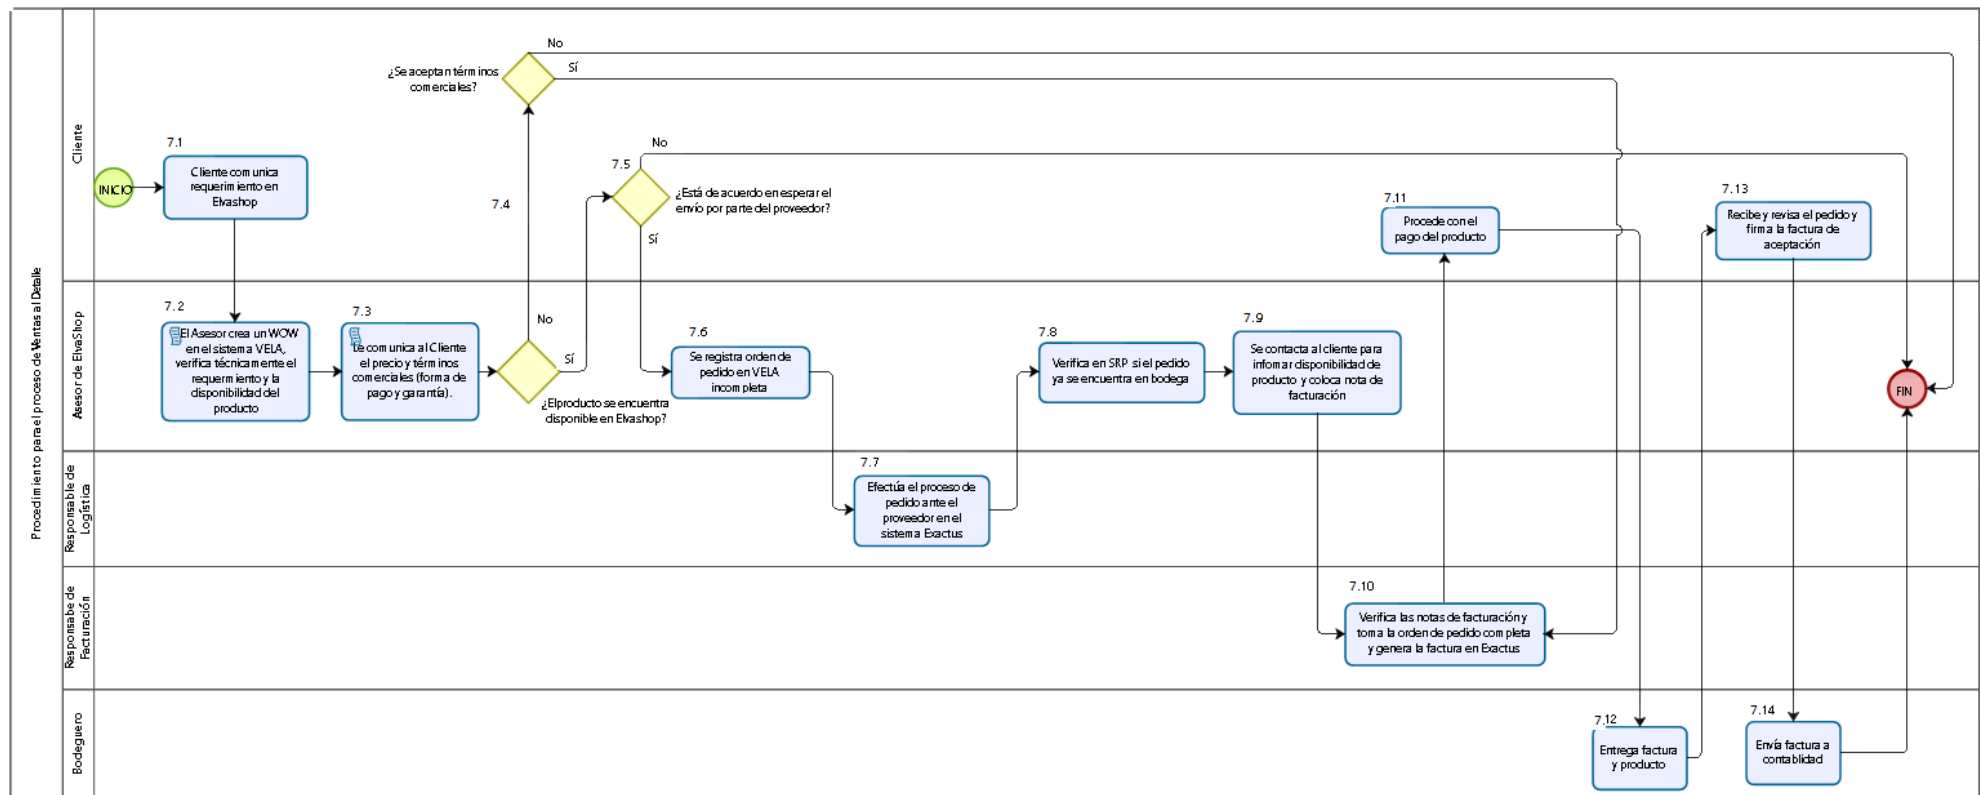 Procedimiento para el proceso de Ventas al Detalle
Cliente
No
Sí
¿Se aceptan términos
comerciales?
7.1
INICIO
Cliente comunica
requerimiento en
Elvashop
7.4
7.5
No
¿Está de acuerdo en esperar el
envío por parte del proveedor?
Sí
7.11
Procede con el
pago del producto
7.13
Recibe y revisa el pedido y
firma la factura de
aceptación
Asesor de ElvaShop
7.2
El Asesor crea un WOW
en el sistema VELA,
verifica técnicamente el
requermiento y la
disponibilidad del
producto
7.3
Le comunica al Cliente
el precio y términos
comerciales (forma de
pago y garantía).
No
Sí
¿El producto se encuentra
disponible en Elvashop?
7.6
Se registra orden de
pedido en VELA
incompleta
7.8
Verifica en SRP si el pedido
ya se encuentra en bodega
7.9
Se contacta al cliente para
infomar disponibilidad de
producto y coloca nota de
facturación
FIN
Responsable de
Logística
7.7
Efectúa el proceso de
pedido ante el
proveedor en el
sistema Exactus
Responsabe de
Facturación
7.10
Verifica las notas de facturación y
toma la orden de pedido completa
y genera la factura en Exactus
Bodeguero
7.12
Entrega factura
y producto
7.14
Envía factura a
contablidad